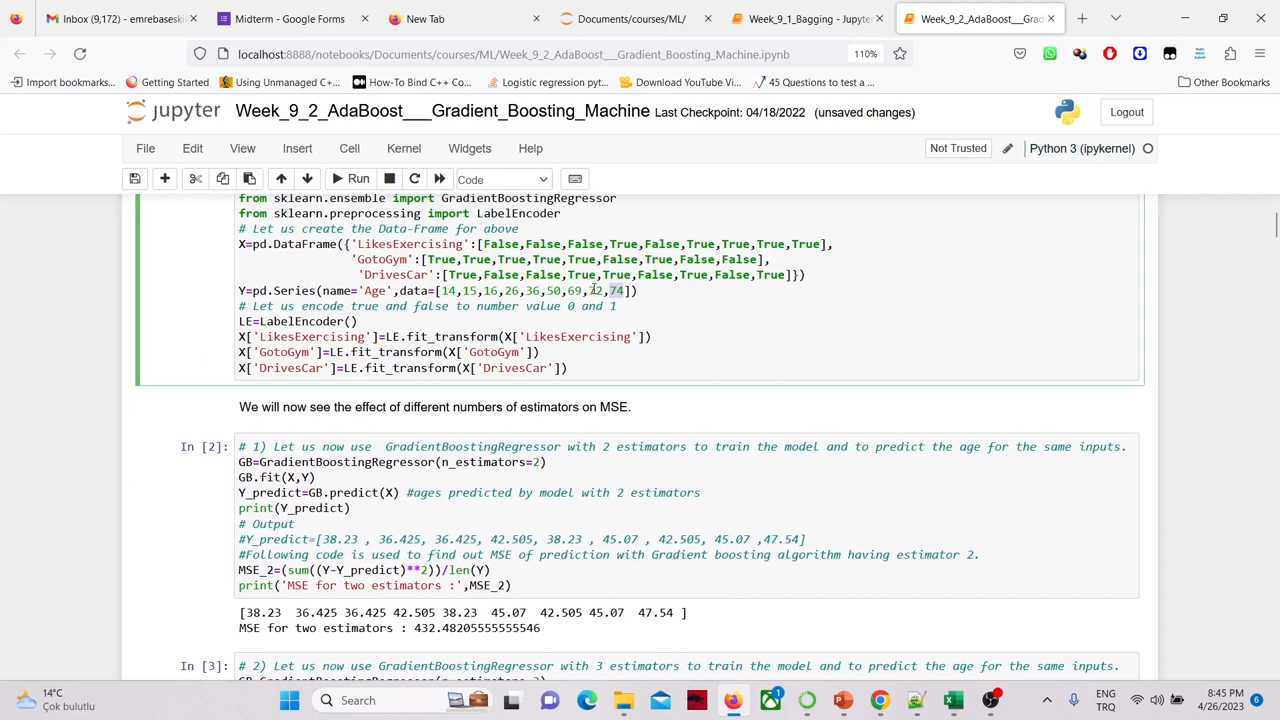 Inbox (9,172) - emrebaseski
Midterm - Google Forms
New Tab
Documents/courses/ML/
Week_9_1_Bagging - Jupyter
Week_9_2_AdaBoost___Grad
localhost:8888/notebooks/Documents/courses/ML/Week_9_2_AdaBoost___Gradient_Boosting_Machine.ipynb
110%
Import bookmarks...
Getting Started
Using Unmanaged C+...
How-To Bind C++ Co...
Logistic regression pyt...
Download YouTube Vi...
45 Questions to test a ...
Other Bookmarks
jupyter
Week_9_2_AdaBoost___Gradient_Boosting_Machine Last Checkpoint: 04/18/2022 (unsaved changes)
Logout
File
Edit
View
Insert
Cell
Kernel
Widgets
Help
Not Trusted
Python 3 (ipykernel)
Run
Code
from sklearn.ensemble import GradientBoostingRegressor
from sklearn.preprocessing import LabelEncoder
# Let us create the Data-Frame for above
X=pd.DataFrame({'LikesExercising':[False,False,False,True,False,True,True,True,True],
'GotoGym':[True,True,True,True,False,True,False,False],
'DrivesCar':[True,False,False,True,True,False,True,False,True]})
Y=pd.Series(name='Age',data=[14,15,16,26,36,50,69,72,74])
# Let us encode true and false to number value 0 and 1
LE=LabelEncoder()
X['LikesExercising']=LE.fit_transform(X['LikesExercising'])
X['GotoGym']=LE.fit_transform(X['GotoGym'])
X['DrivesCar']=LE.fit_transform(X['DrivesCar'])
We will now see the effect of different numbers of estimators on MSE.
In [2]:
# 1) Let us now use  GradientBoostingRegressor with 2 estimators to train the model and to predict the age for the same inputs.
GB=GradientBoostingRegressor(n_estimators=2)
GB.fit(X,Y)
Y_predict=GB.predict(X) #ages predicted by model with 2 estimators
print(Y_predict)
# Output
#Y_predict=[38.23 , 36.425, 36.425, 42.505, 38.23 , 45.07 , 42.505, 45.07 ,47.54]
#Following code is used to find out MSE of prediction with Gradient boosting algorithm having estimator 2.
MSE_2=(sum((Y-Y_predict)**2))/len(Y)
print('MSE for two estimators :',MSE_2)
[38.23  36.425 36.425 42.505 38.23  45.07  42.505 45.07  47.54 ]
MSE for two estimators : 432.48205555555546
In [3]:
# 2) Let us now use GradientBoostingRegressor with 3 estimators to train the model and to predict the age for the same inputs.
14°C
Çok bulutlu
Search
1
ENG
TRQ
8:45 PM
4/26/2023
6